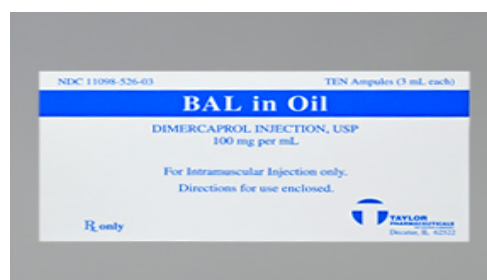 NDC 11098-526-03
TEN Ampules (3 mL each)
BAL in Oil
DIMERCAPROL INJECTION, USP
100 mg per mL
For Intramuscular Injection only.
Directions for use enclosed.
TAYLOR
PHARMACEUTICALS
Decatur, IL 62522
℞ only